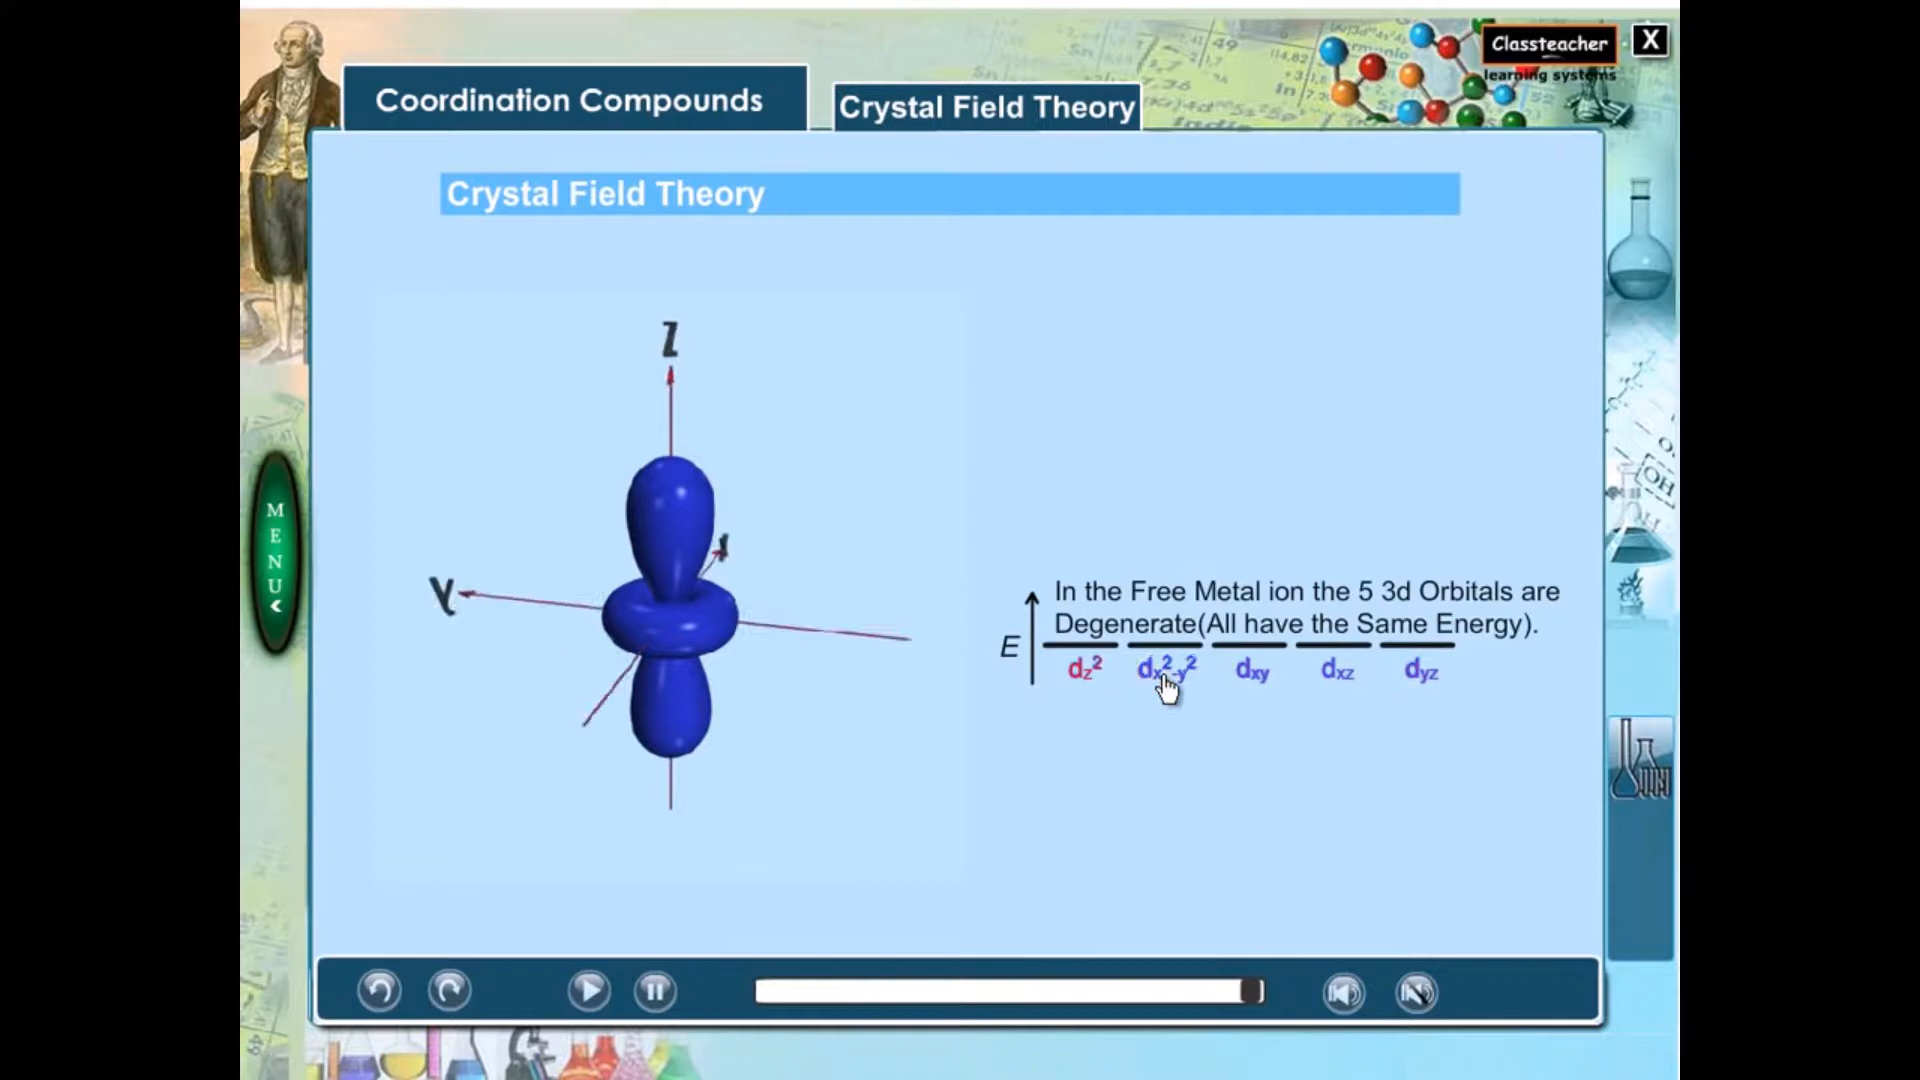 Classteacher
learning systems
X
Coordination Compounds
Crystal Field Theory
Crystal Field Theory
MENU
In the Free Metal ion the 5 3d Orbitals are
Degenerate(All have the Same Energy).
E
dz² dx²-y² dxy dxz dyz